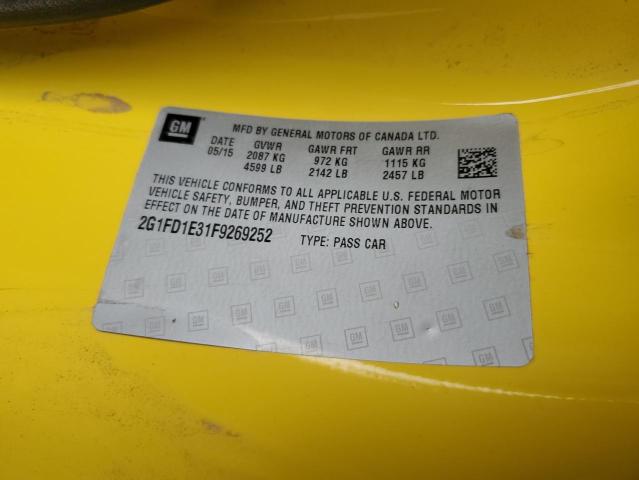 GM MFD BY GENERAL MOTORS OF CANADA LTD.
DATE GVWR GAWR FRT GAWR RR
05/15 2087 KG 972 KG 1115 KG
4599 LB 2142 LB 2457 LB
THIS VEHICLE CONFORMS TO ALL APPLICABLE U.S. FEDERAL MOTOR
VEHICLE SAFETY, BUMPER, AND THEFT PREVENTION STANDARDS IN
EFFECT ON THE DATE OF MANUFACTURE SHOWN ABOVE.
2G1FD1E31F9269252 TYPE: PASS CAR